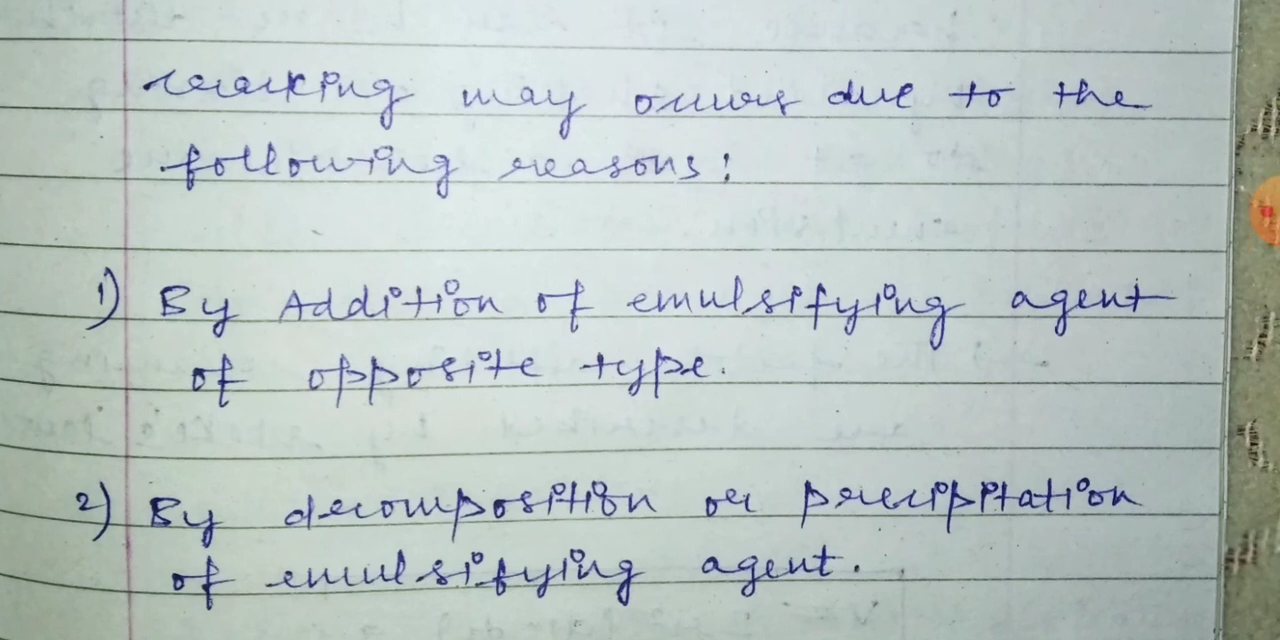 cracking may occurs due to the
following reasons:
1) By Addition of emulsifying agent
of opposite type.
2) By decomposition or precipitation
of emulsifying agent.